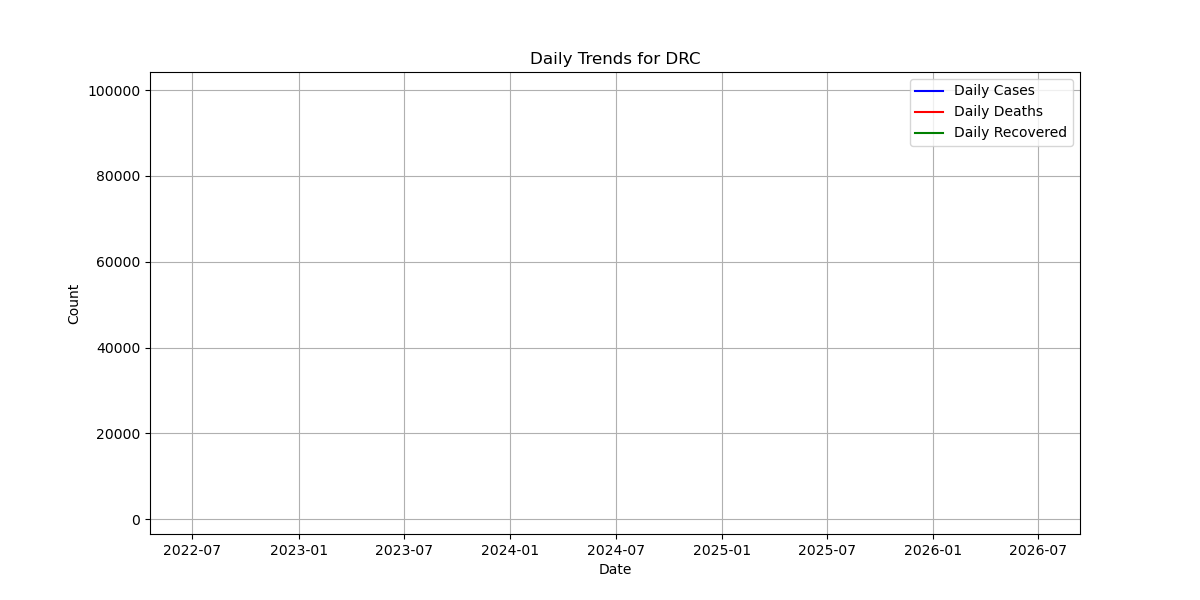 Daily Trends for DRC
100000
80000
60000
40000
20000
0
Count
Daily Cases
Daily Deaths
Daily Recovered
2022-07 2023-01 2023-07 2024-01 2024-07 2025-01 2025-07 2026-01 2026-07
Date